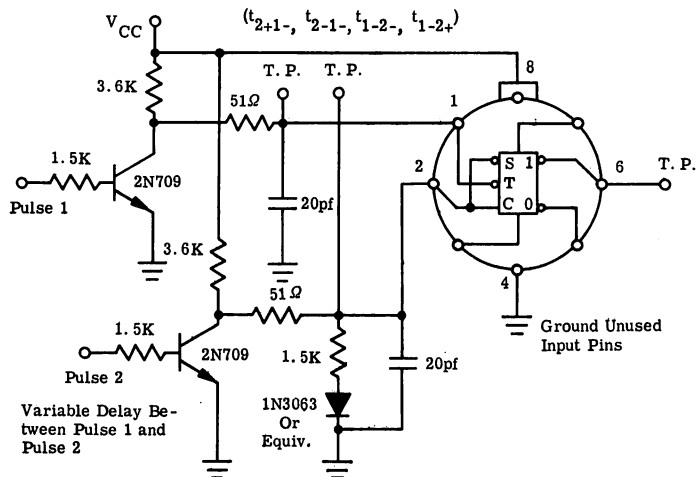 (t2+1-, t2-1-, t1-2-, t1-2+)
VCC
T. P. T. P.
8
3.6K
51Ω
1
1.5K
2N709
Pulse 1
2
S 1
T
C 0
6
T. P.
20pf
3.6K
51Ω
4
Ground Unused
Input Pins
1.5K
2N709
Pulse 2
1.5K
20pf
1N3063
Or
Equiv.
Variable Delay Be-
tween Pulse 1 and
Pulse 2